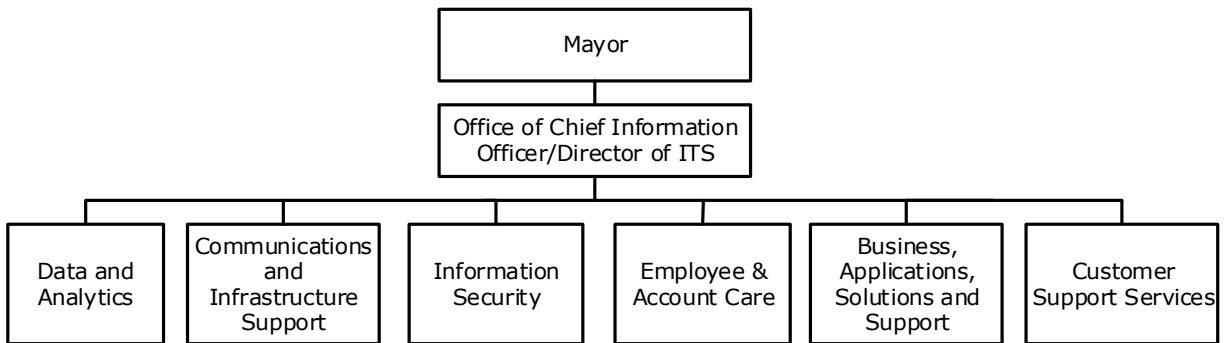 Mayor
Office of Chief Information
Officer/Director of ITS
Data and
Analytics
Communications
and
Infrastructure
Support
Information
Security
Employee &
Account Care
Business,
Applications,
Solutions and
Support
Customer
Support Services